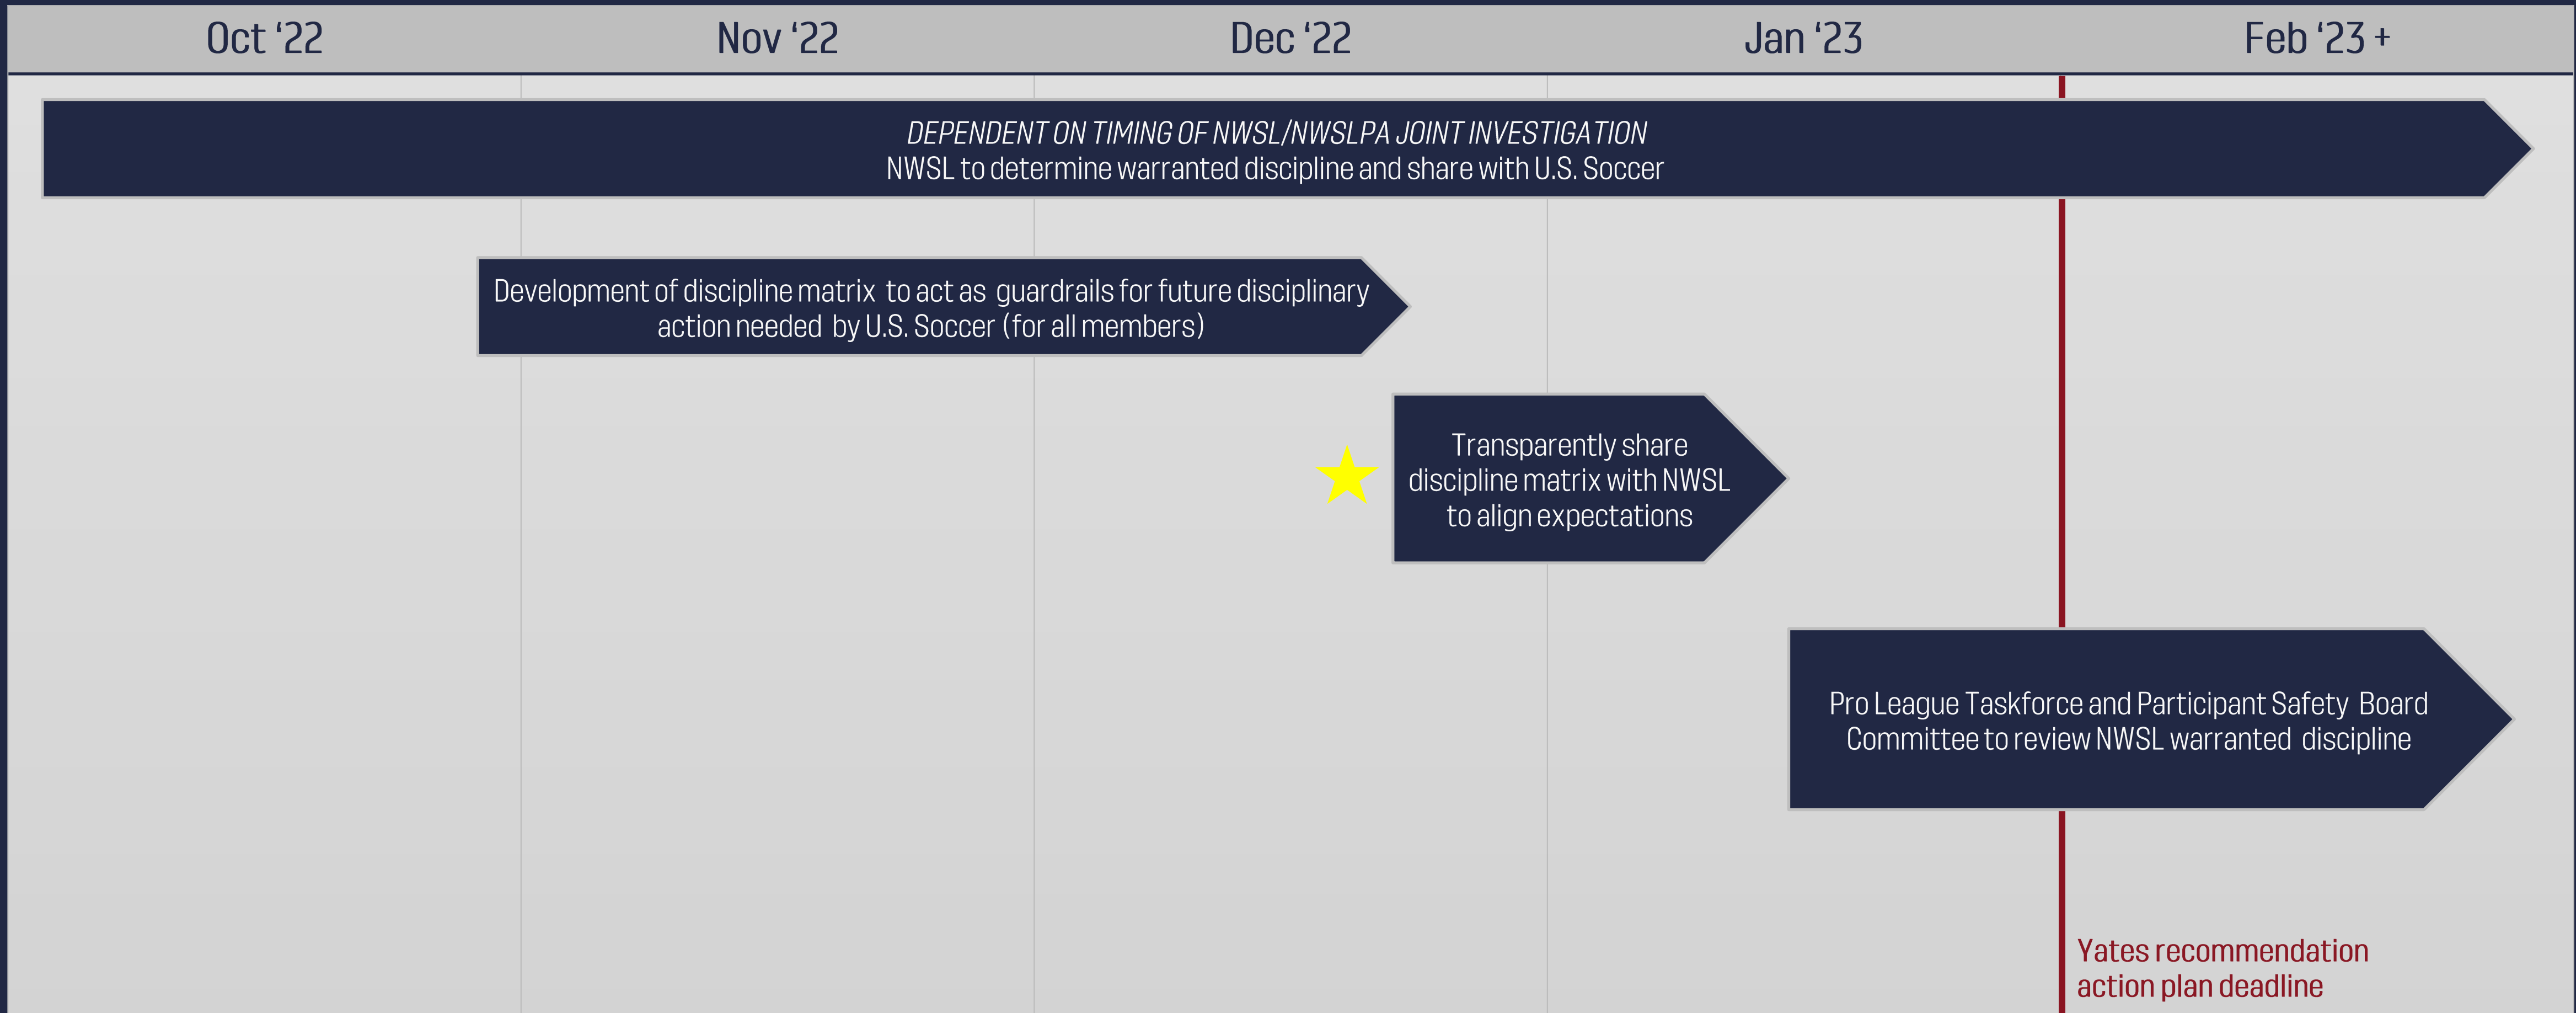 Oct ‘22
Nov ‘22
Dec ‘22
Jan ‘23
Feb ‘23 +
DEPENDENT ON TIMING OF NWSL/NWSLPA JOINT INVESTIGATION
NWSL to determine warranted discipline and share with U.S. Soccer
Development of discipline matrix to act as guardrails for future disciplinary
action needed by U.S. Soccer (for all members)
Transparently share
discipline matrix with NWSL
to align expectations
Pro League Taskforce and Participant Safety Board
Committee to review NWSL warranted discipline
Yates recommendation
action plan deadline